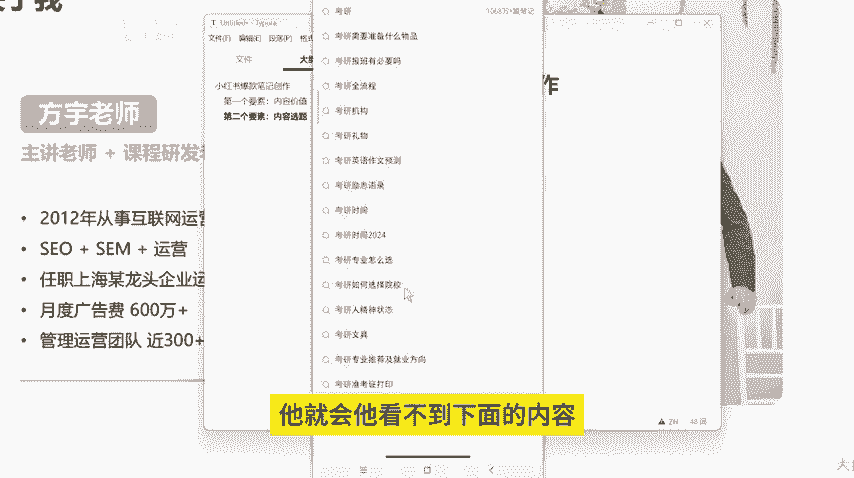 了我
方宇老师
主讲老师 + 课程研发
2012年从事互联网运营
SEO + SEM + 运营
任职上海某龙头企业运
月度广告费 600万+
管理运营团队 近300+
Untitled - Typora
文件(F) 编辑(E) 段落(P) 格式
文件
大纲
小红书爆款笔记创作
第一个要素：内容价值
第二个要素：内容选题
作
考研
考研需要准备什么物品
考研报班有必要吗
考研全流程
考研机构
考研礼物
考研英语作文预测
考研励志语录
考研时间
考研时间2024
考研专业怎么选
考研如何选择院校
考研人精神状态
考研文具
考研专业推荐及就业方向
考研准考证打印
他就会他看不到下面的内容
ZN
48 词